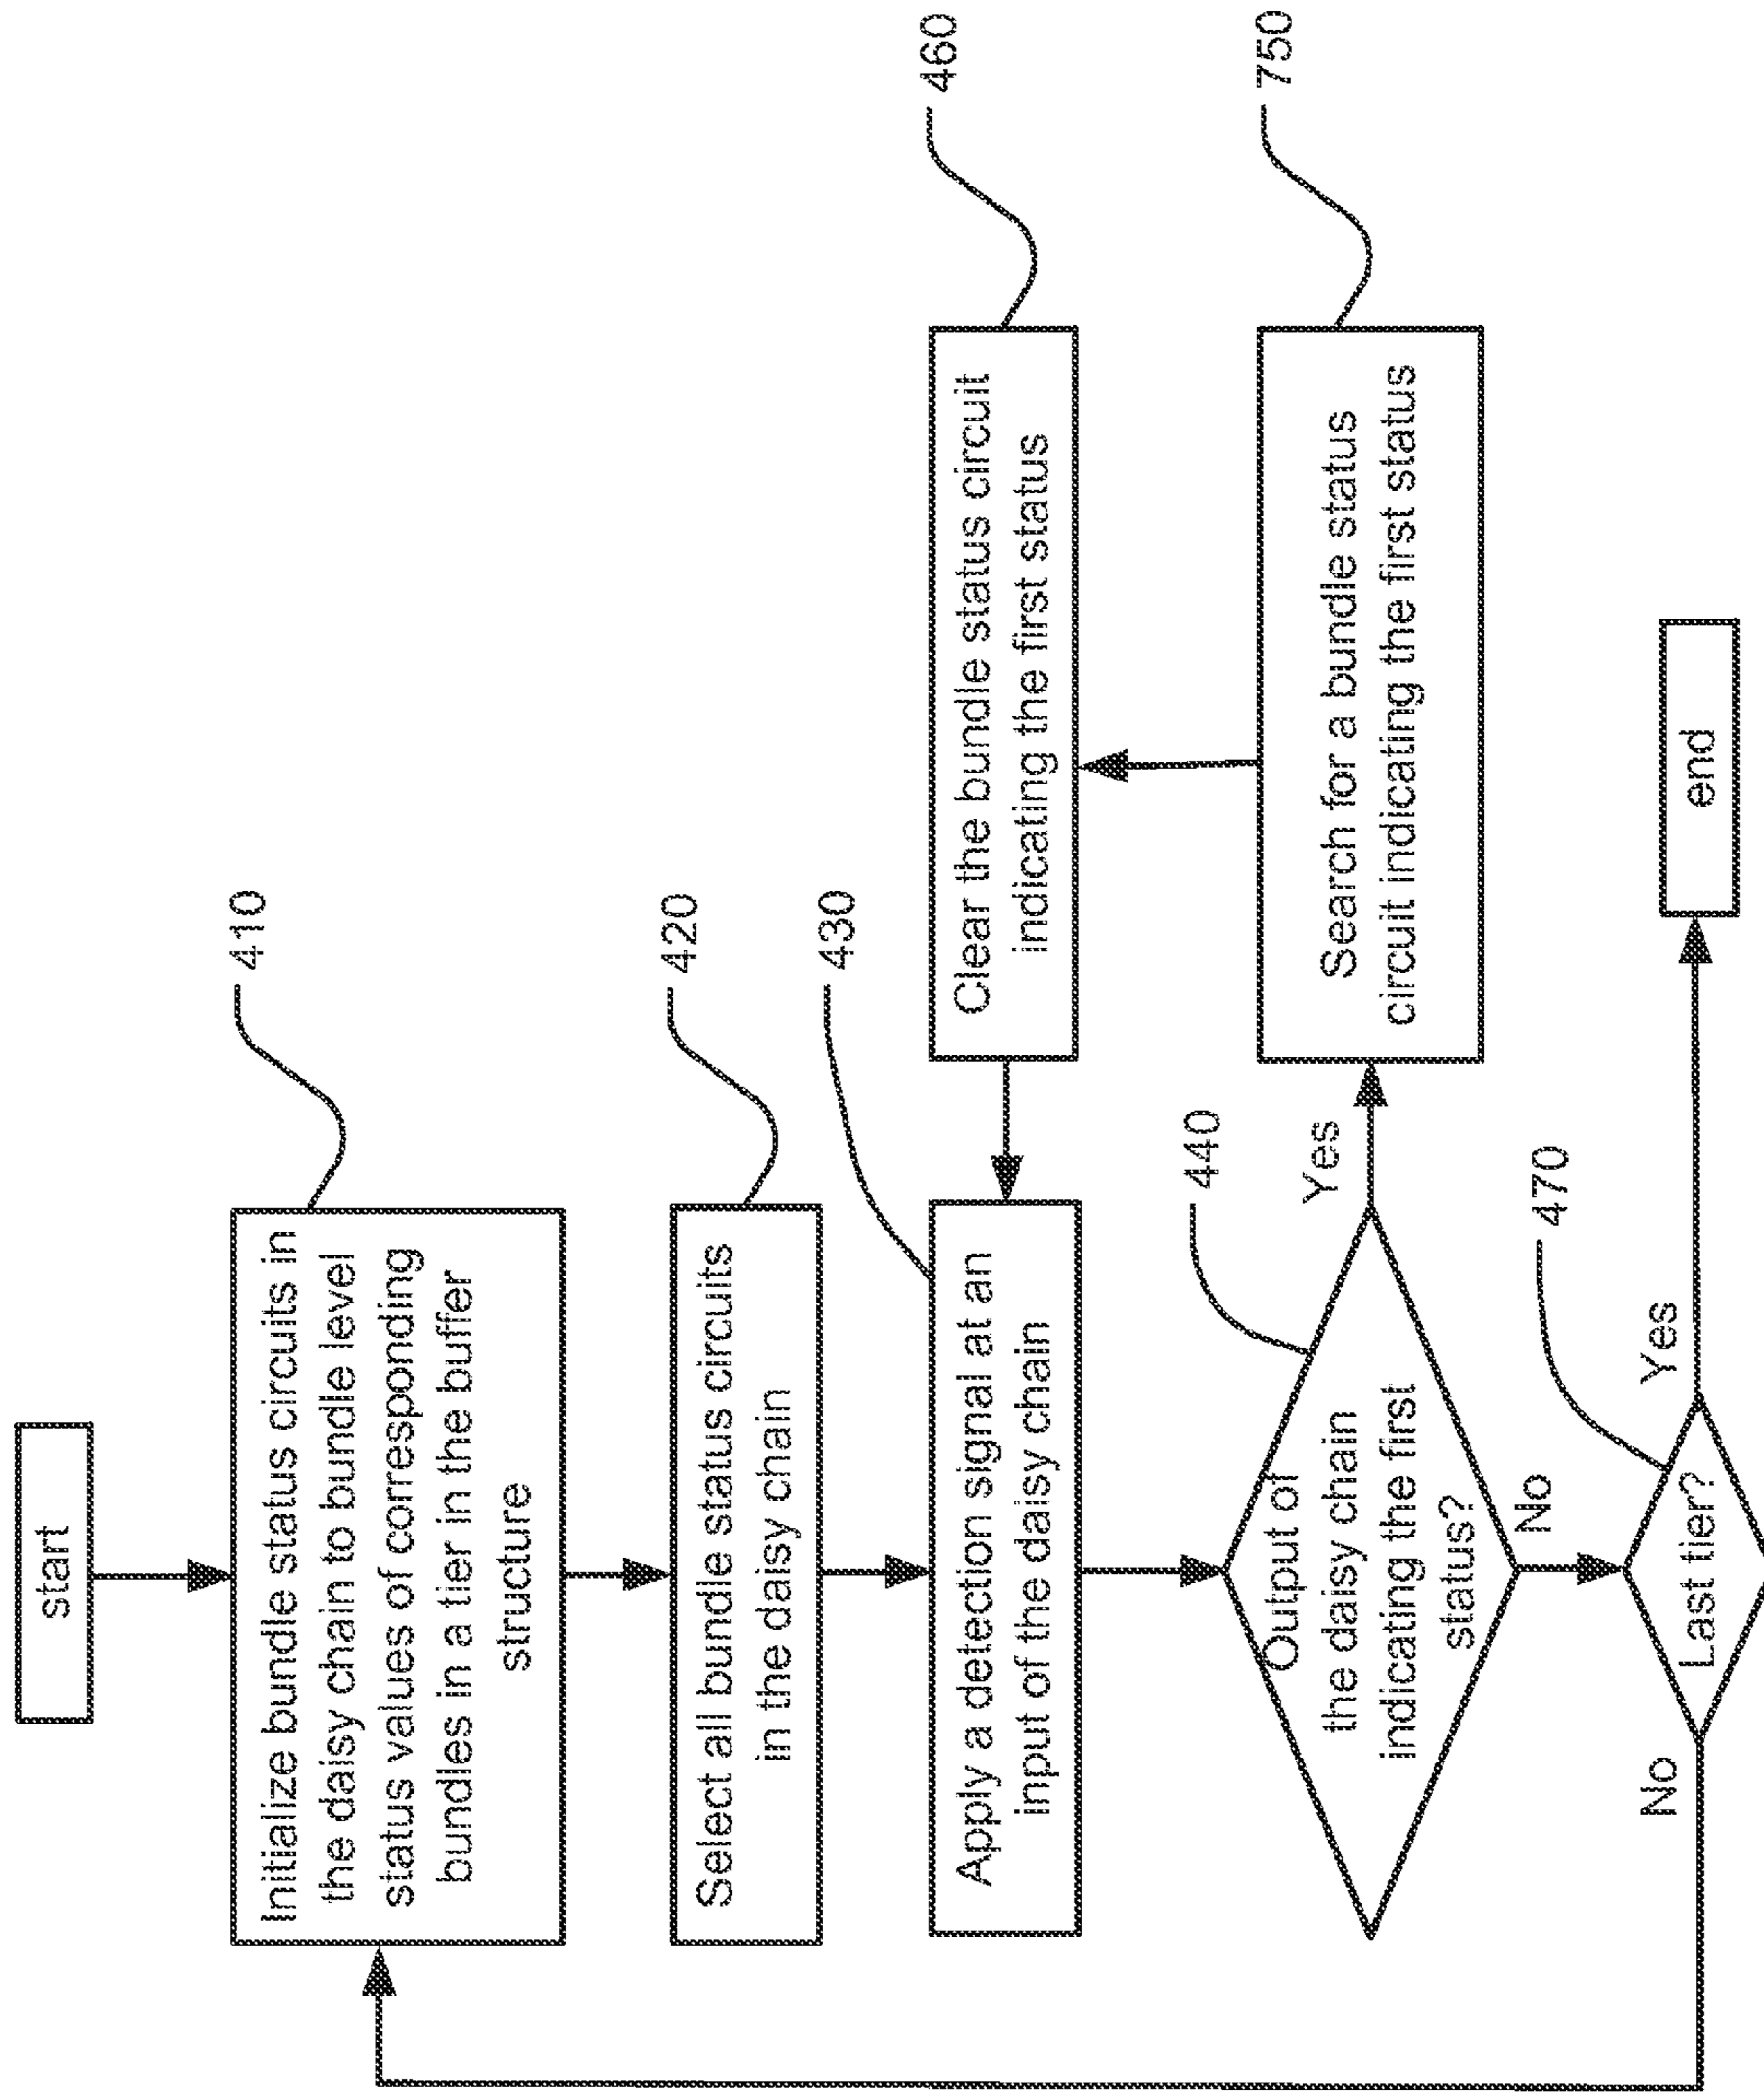 start
410
Initialize bundle status circuits in
the daisy chain to bundle level
status values of corresponding
bundles in a tier in the buffer
structure
420
Select all bundle status circuits
in the daisy chain
430
Apply a detection signal at an
input of the daisy chain
460
Clear the bundle status circuit
indicating the first status
440
Output of
the daisy chain
indicating the first
status?
Yes
750
Search for a bundle status
circuit indicating the first status
No
470
Last tier?
Yes
No
end